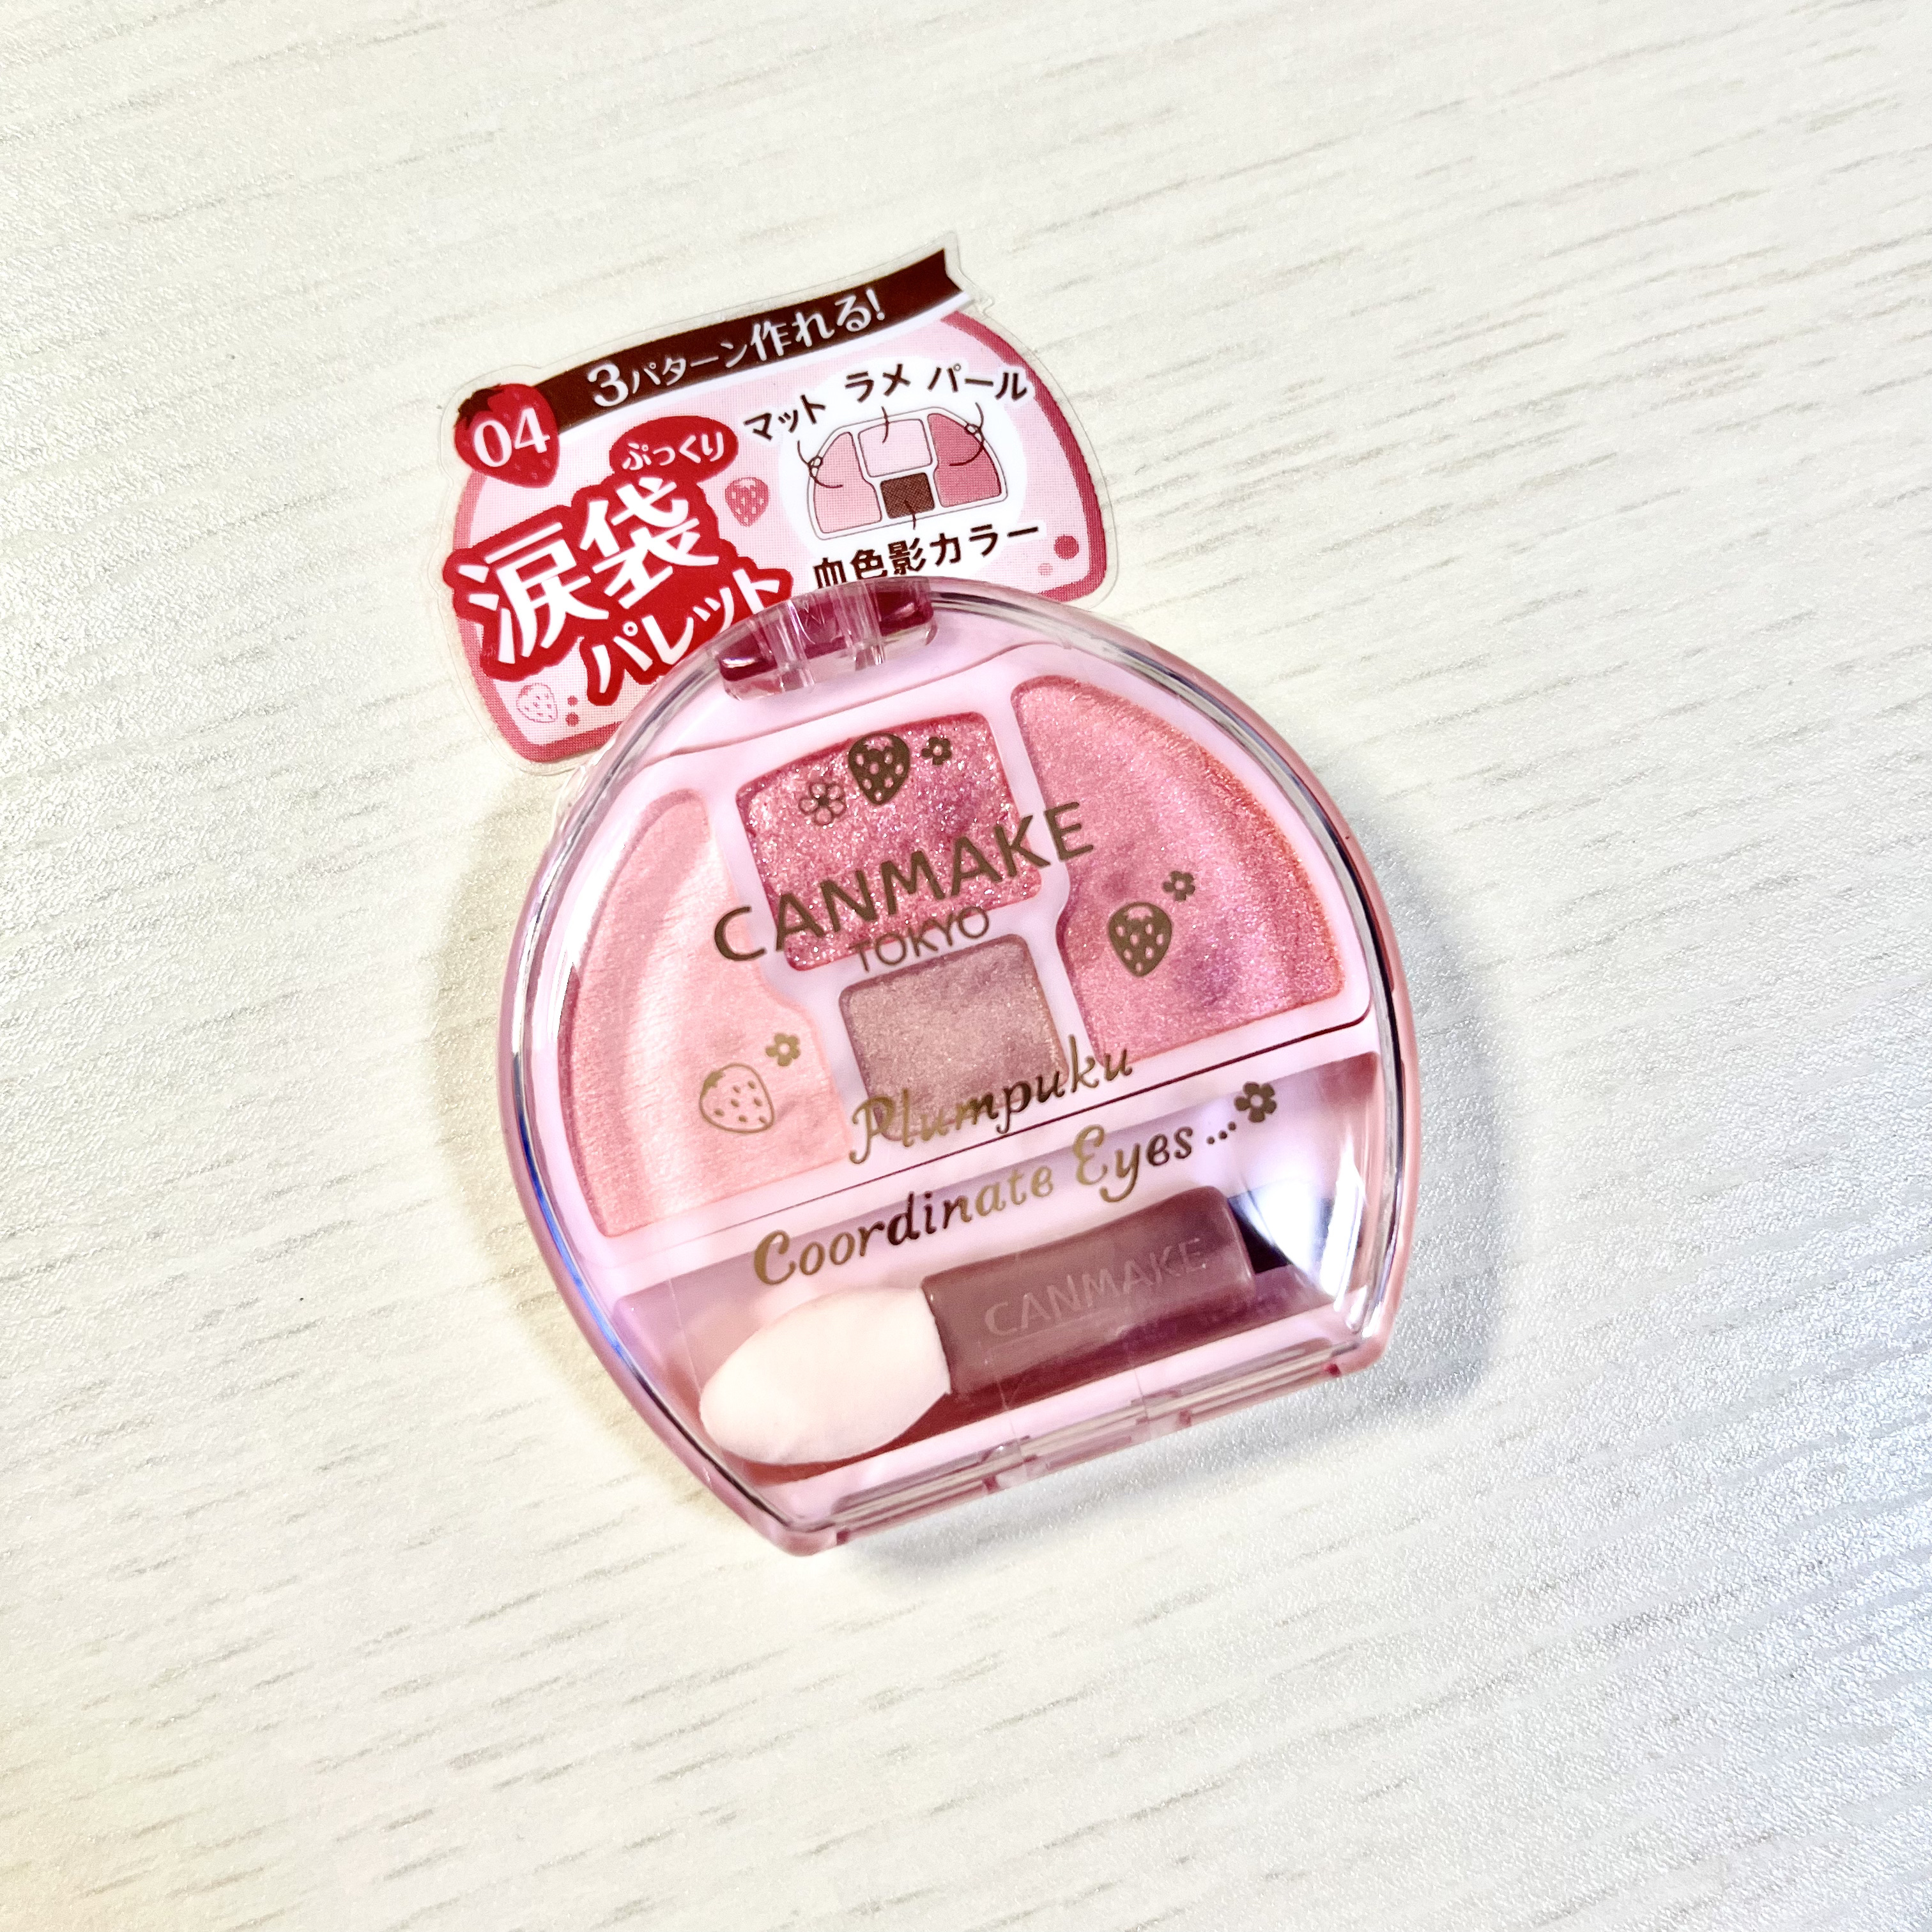 3パターン作れる!
04
ぷっくり
涙袋
パレット
マット ラメ パール
血色影カラー
CANMAKE
TOKYO
Plumpuku
Coordinate Eyes...
CANMAKE